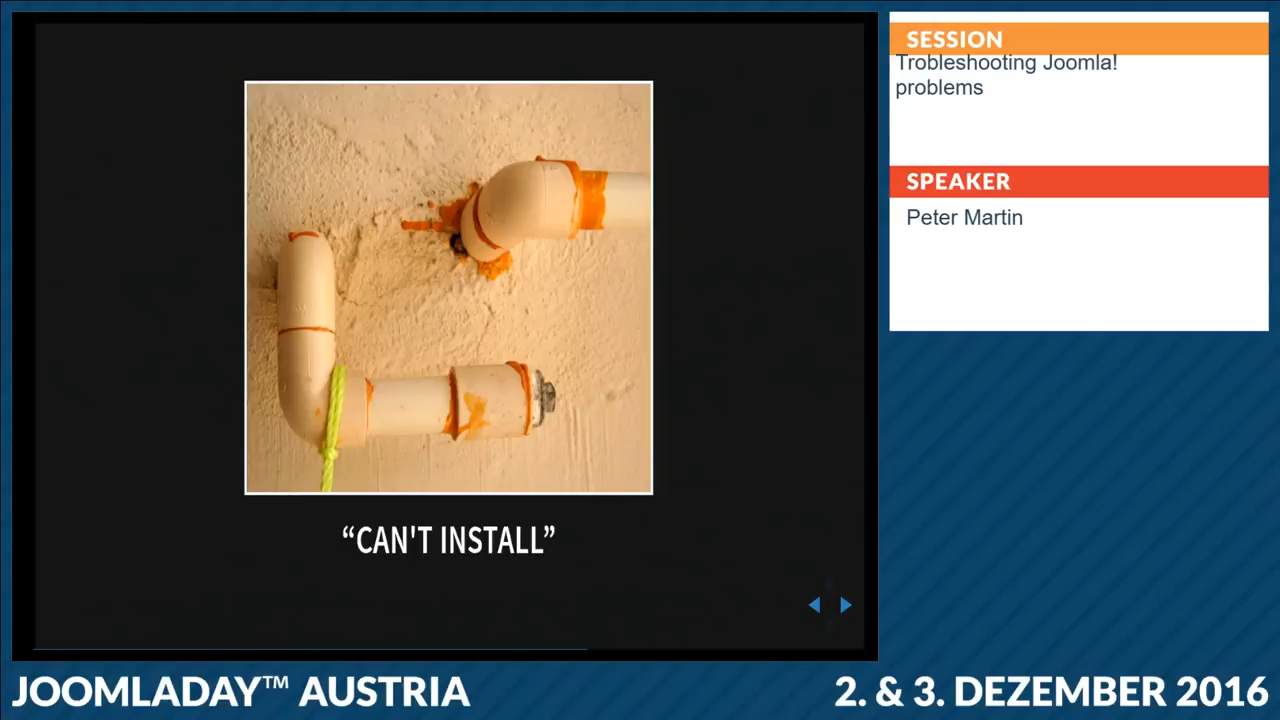 SESSION
Trobleshooting Joomla!
problems
SPEAKER
Peter Martin
“CAN'T INSTALL”
JOOMLADAY™ AUSTRIA
2. & 3. DEZEMBER 2016